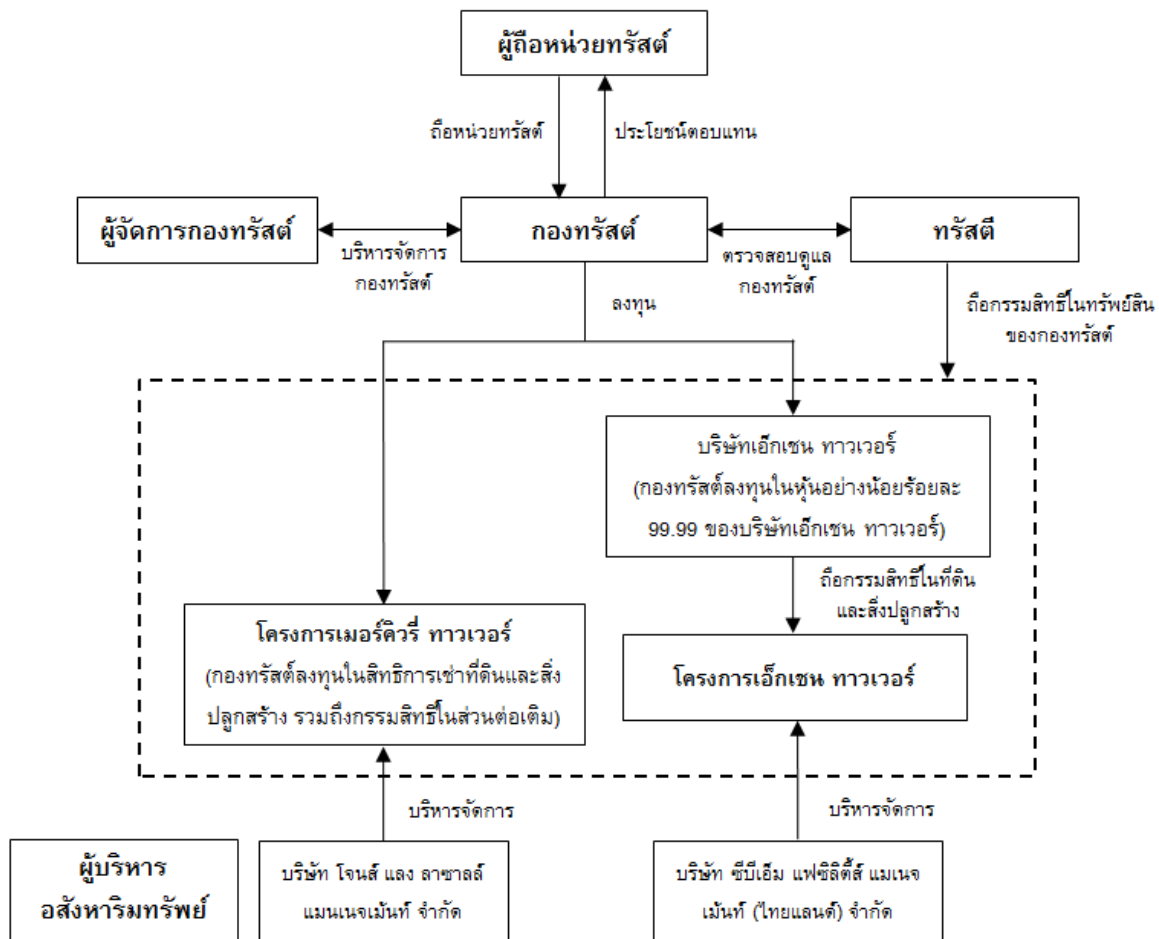 ผู้ถือหน่วยทรัสต์
ถือหน่วยทรัสต์
ประโยชน์ตอบแทน
ผู้จัดการกองทรัสต์
บริหารจัดการ
กองทรัสต์
กองทรัสต์
ตรวจสอบดูแล
กองทรัสต์
ทรัสตี
ลงทุน
ถือกรรมสิทธิ์ในทรัพย์สิน
ของกองทรัสต์
บริษัทเอ็กเชน ทาวเวอร์
(กองทรัสต์ลงทุนในหุ้นอย่างน้อยร้อยละ
99.99 ของบริษัทเอ็กเชน ทาวเวอร์)
ถือกรรมสิทธิ์ในที่ดิน
และสิ่งปลูกสร้าง
โครงการเมอร์คิวรี่ ทาวเวอร์
(กองทรัสต์ลงทุนในสิทธิการเช่าที่ดินและสิ่ง
ปลูกสร้าง รวมถึงกรรมสิทธิ์ในส่วนต่อเติม)
โครงการเอ็กเชน ทาวเวอร์
บริหารจัดการ
บริหารจัดการ
ผู้บริหาร
อสังหาริมทรัพย์
บริษัท โจนส์ แลง ลาซาลล์
แมนเนจเม้นท์ จำกัด
บริษัท ซีบีเอ็ม แฟซิลิตี้ส์ แมเนจ
เม้นท์ (ไทยแลนด์) จำกัด